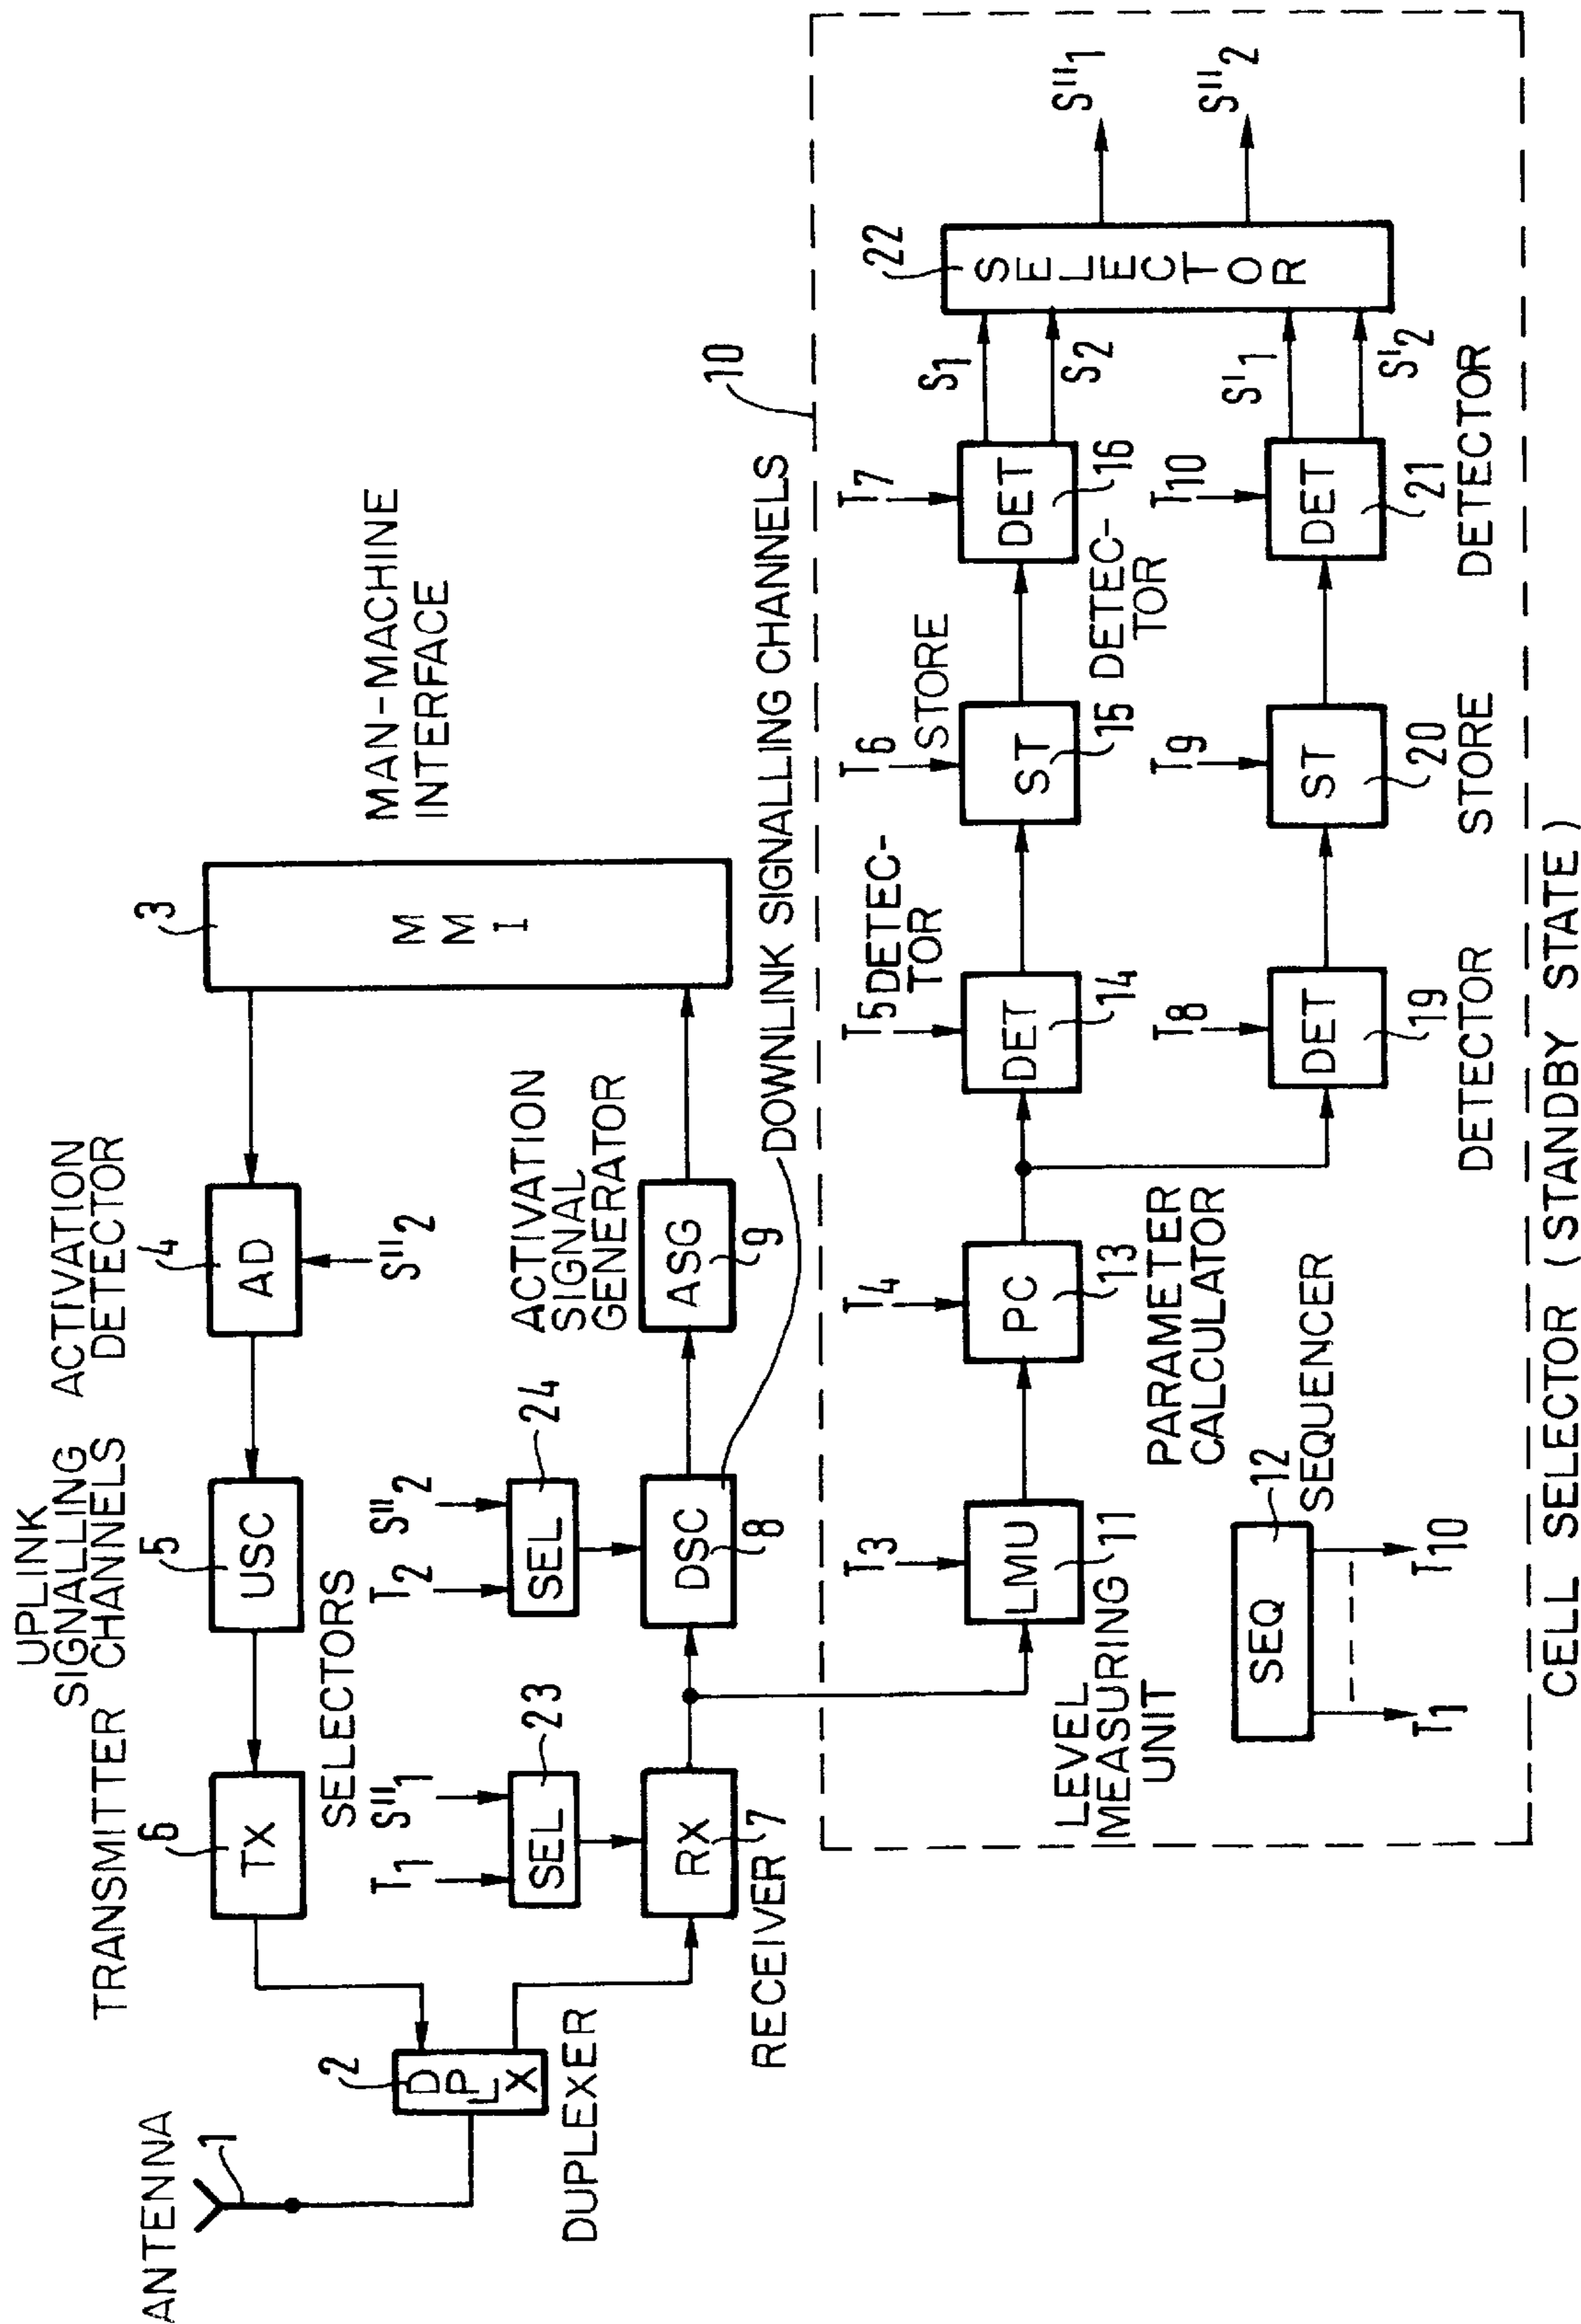 ANTENNA
1
2
D
P
L
X
DUPLEXER
TRANSMITTER
6
TX
SELECTORS
T1
S"1
23
SEL
RX
7
RECEIVER
UPLINK
SIGNALLING
CHANNELS
5
USC
T2
S"2
24
SEL
DSC
8
ACTIVATION
DETECTOR
4
AD
S"2
ACTIVATION
SIGNAL
GENERATOR
ASG
9
3
M
M
I
MAN-MACHINE
INTERFACE
DOWNLINK SIGNALLING CHANNELS
10
T3
LMU
11
LEVEL
MEASURING
UNIT
T4
PC
13
PARAMETER
CALCULATOR
12
SEQ
SEQUENCER
T1
T10
T5
DETEC-
TOR
DET
14
T6
STORE
ST
15
T7
DET
16
DETEC-
TOR
S1
S2
T8
DET
19
DETECTOR
T9
ST
20
STORE
T10
DET
21
DETECTOR
S'1
S'2
22
SELECTOR
S"1
S"2
CELL SELECTOR (STANDBY STATE)